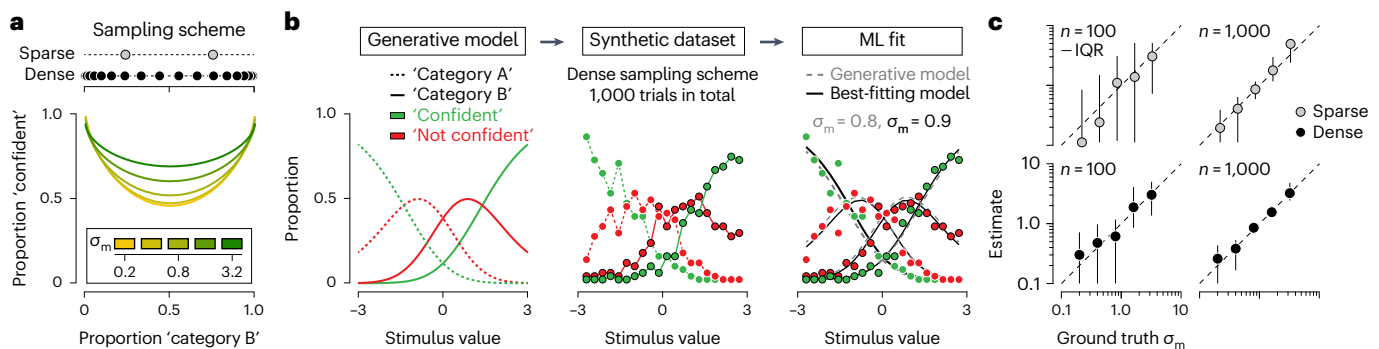 a
Sampling scheme
Sparse
Dense
Proportion ‘confident’
1.0
0.5
0
σm
0.2 0.8 3.2
0 0.5 1.0
Proportion ‘category B’
b
Generative model
Synthetic dataset
ML fit
‘Category A’
‘Category B’
‘Confident’
‘Not confident’
Dense sampling scheme
1,000 trials in total
Generative model
Best-fitting model
σm = 0.8, σm = 0.9
Proportion
1.0
0.5
0
−3 0 3
Stimulus value
−3 0 3
Stimulus value
−3 0 3
Stimulus value
c
n = 100
IQR
n = 1,000
Sparse
Dense
n = 100
n = 1,000
Estimate
10
1.0
0.1
0.1 1.0 10
Ground truth σm